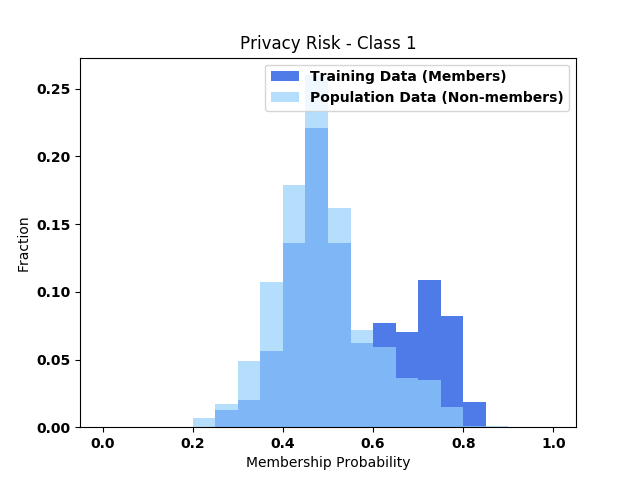 Privacy Risk - Class 1
Training Data (Members)
Population Data (Non-members)
0.25
0.20
0.15
0.10
0.05
0.00
Fraction
0.0 0.2 0.4 0.6 0.8 1.0
Membership Probability